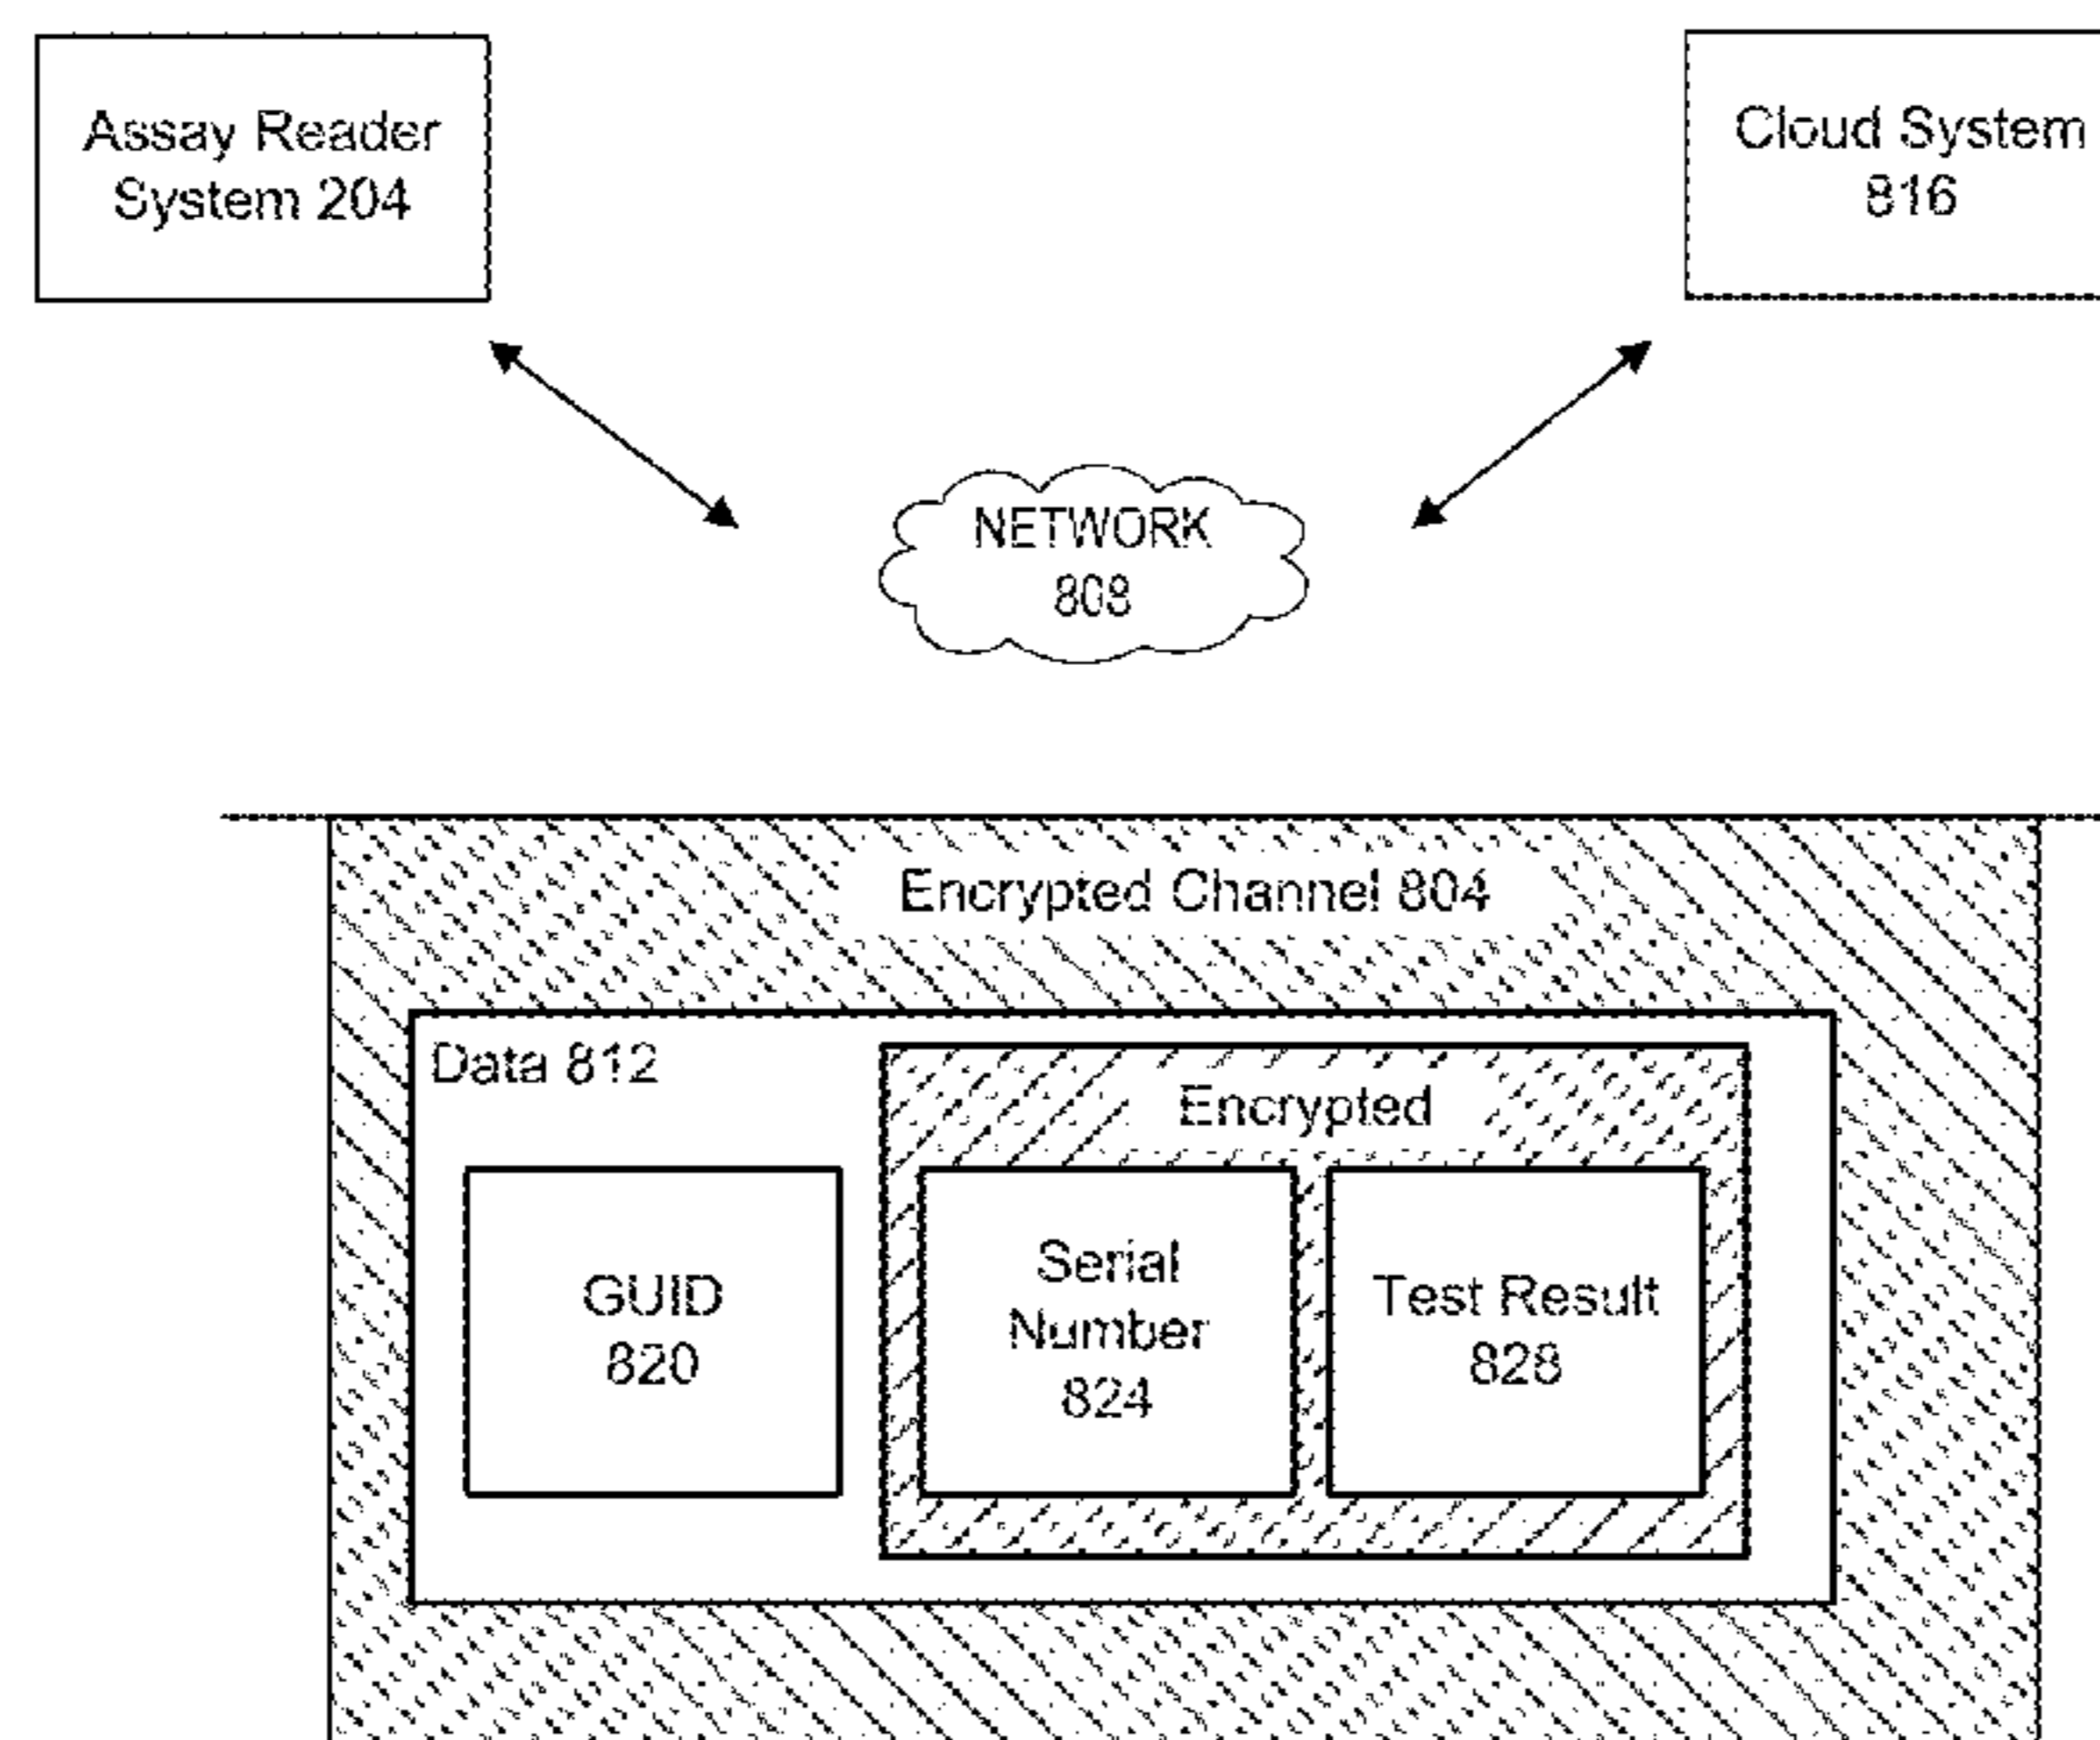 Assay Reader
System 204
Cloud System
816
NETWORK
808
Encrypted Channel 804
Data 812
Encrypted
GUID
820
Serial
Number
824
Test Result
828